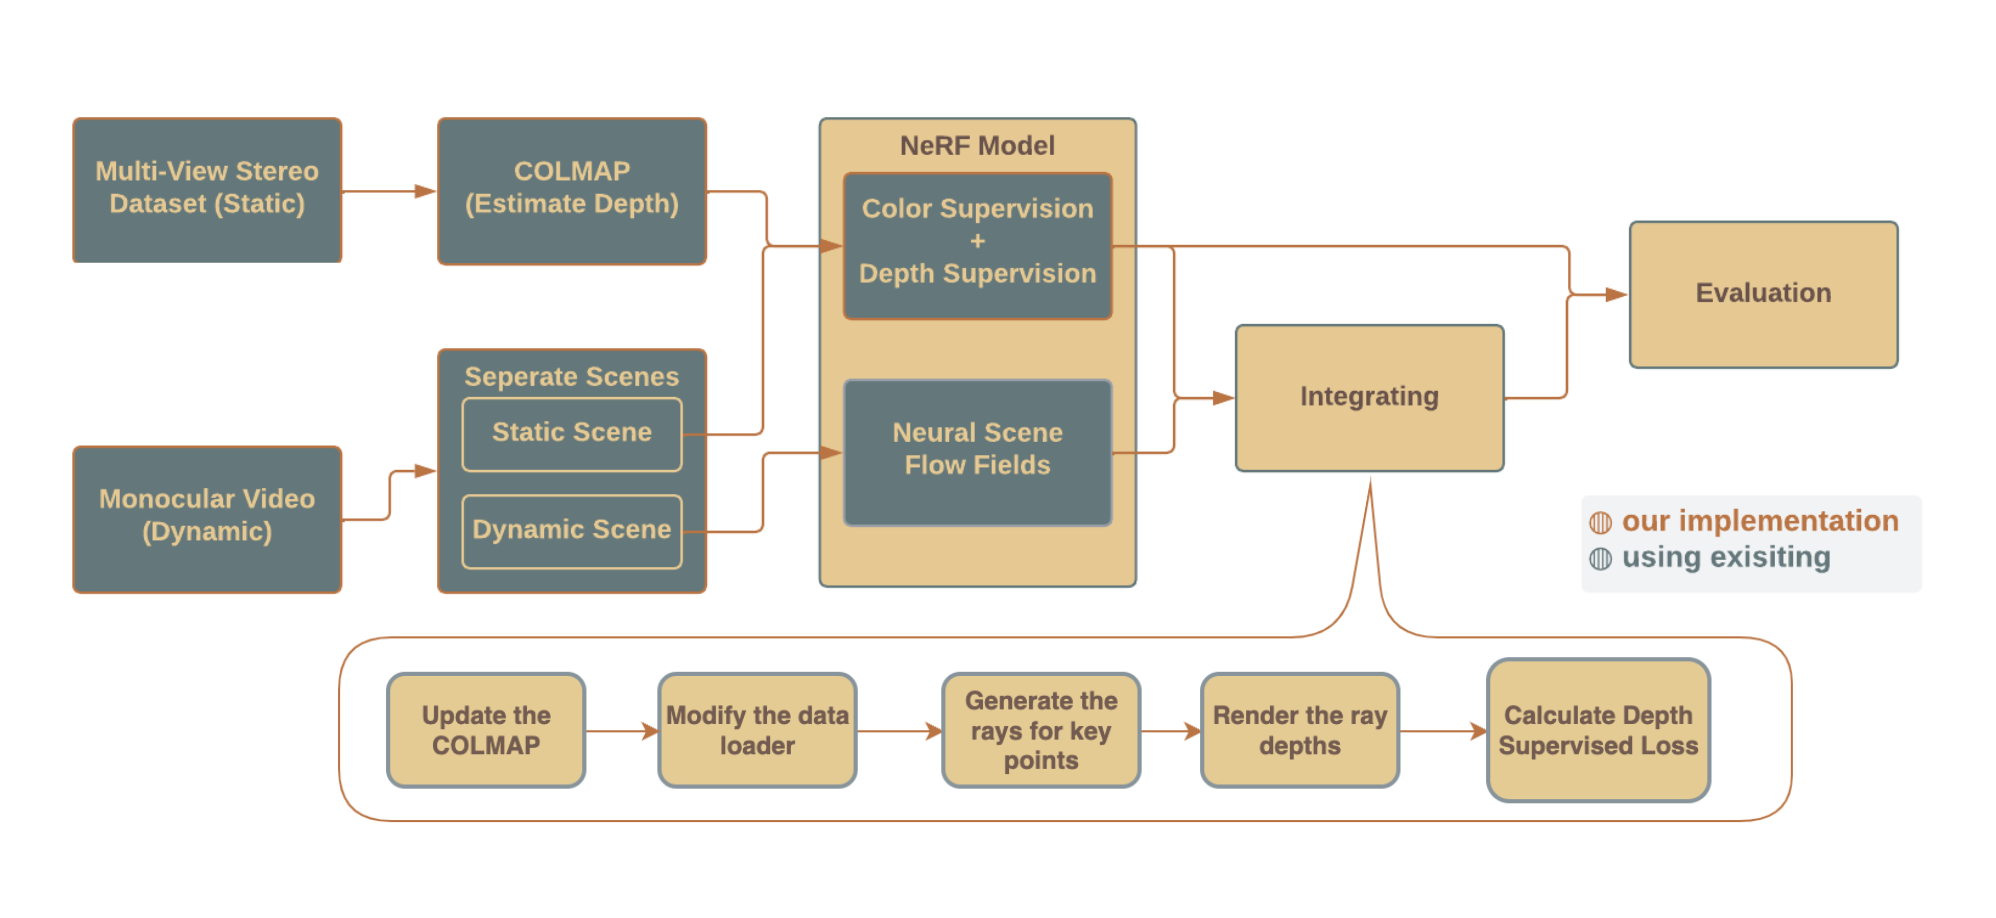 Multi-View Stereo
Dataset (Static)
COLMAP
(Estimate Depth)
NeRF Model
Color Supervision
+
Depth Supervision
Evaluation
Seperate Scenes
Static Scene
Dynamic Scene
Monocular Video
(Dynamic)
Neural Scene
Flow Fields
Integrating
our implementation
using exisiting
Update the
COLMAP
Modify the data
loader
Generate the
rays for key
points
Render the ray
depths
Calculate Depth
Supervised Loss